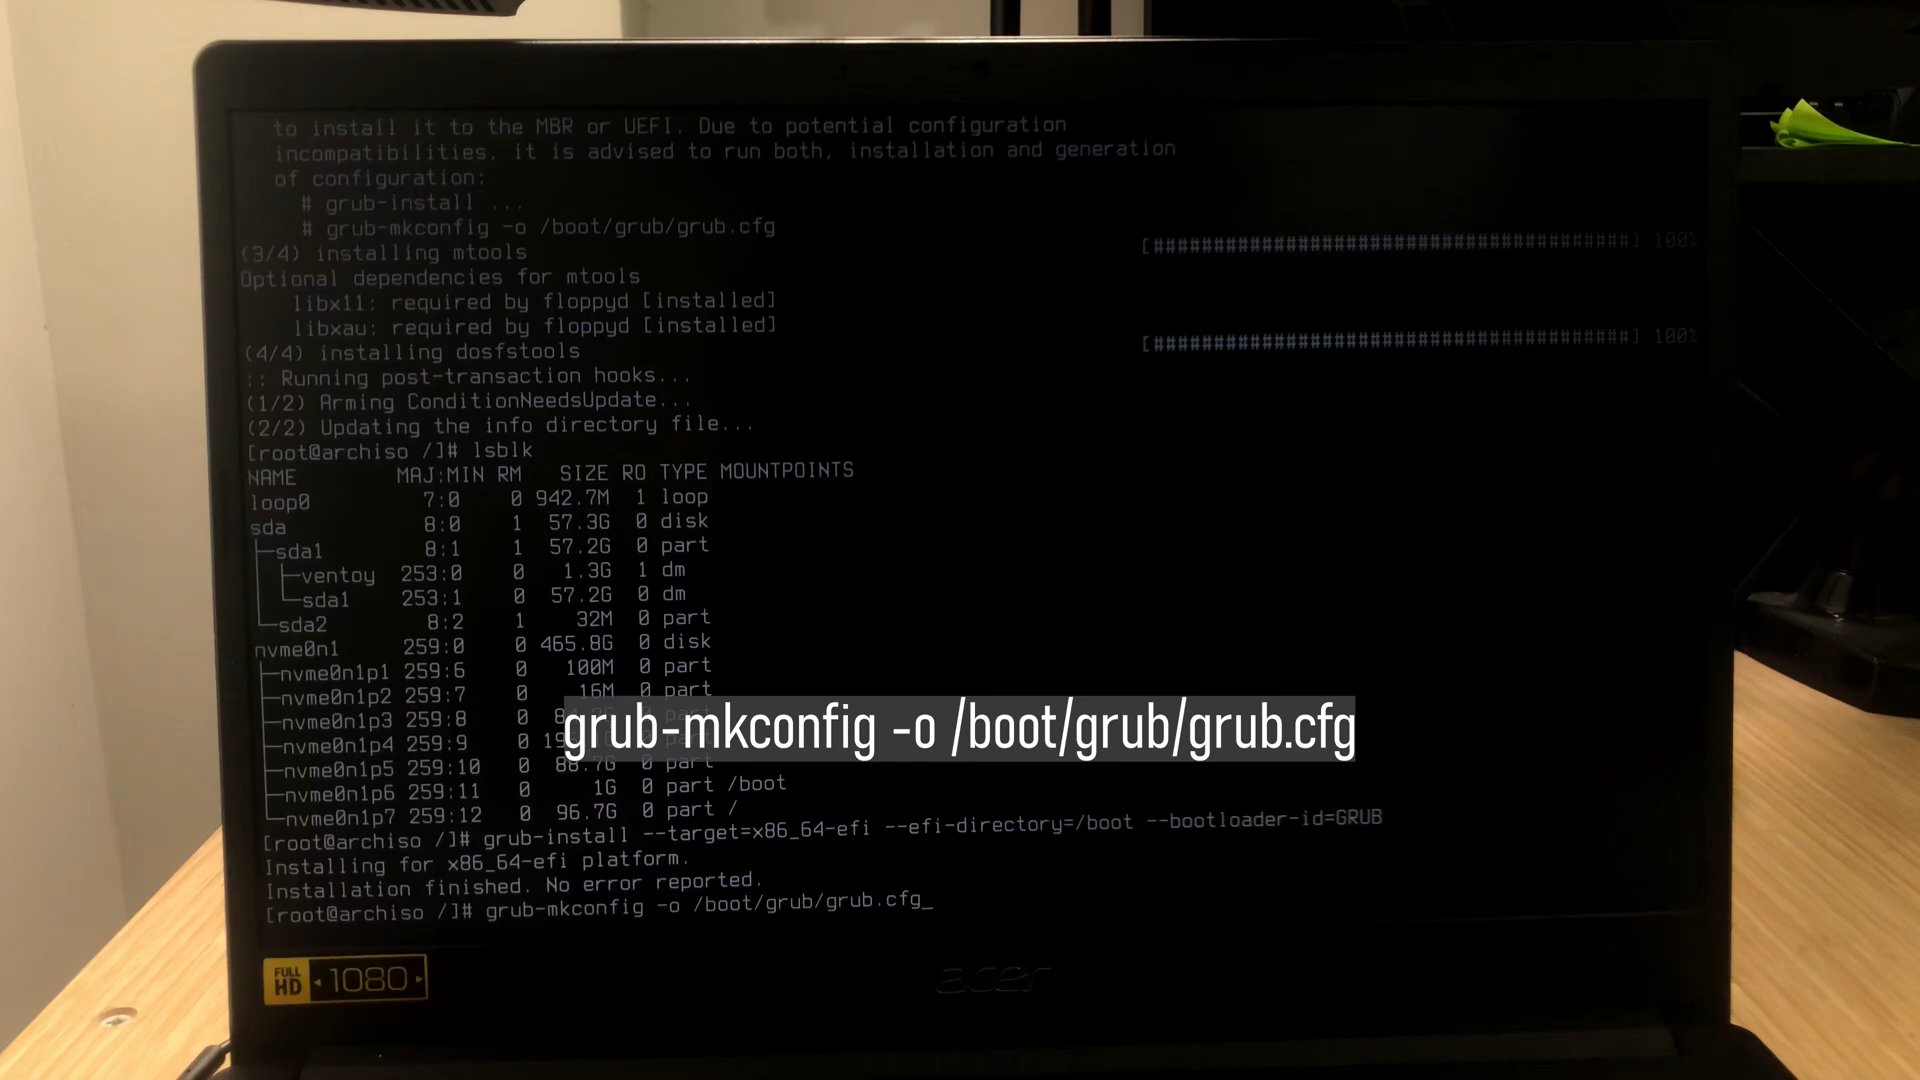 to install it to the MBR or UEFI. Due to potential configuration
incompatibilities, it is advised to run both, installation and generation
of configuration:
# grub-install ...
# grub-mkconfig -o /boot/grub/grub.cfg
(3/4) installing mtools [########################################] 100%
Optional dependencies for mtools
libx11: required by floppyd [installed]
libxau: required by floppyd [installed]
(4/4) installing dosfstools [########################################] 100%
:: Running post-transaction hooks...
(1/2) Arming ConditionNeedsUpdate...
(2/2) Updating the info directory file...
[root@archiso /]# lsblk
NAME MAJ:MIN RM SIZE RO TYPE MOUNTPOINTS
loop0 7:0 0 942.7M 1 loop
sda 8:0 1 57.3G 0 disk
├─sda1 8:1 1 57.2G 0 part
│ ├─ventoy 253:0 0 1.3G 1 dm
│ └─sda1 253:1 0 57.2G 0 dm
└─sda2 8:2 1 32M 0 part
nvme0n1 259:0 0 465.8G 0 disk
├─nvme0n1p1 259:6 0 100M 0 part
├─nvme0n1p2 259:7 0 16M 0 part
├─nvme0n1p3 259:8 0 part
├─nvme0n1p4 259:9 0 part
├─nvme0n1p5 259:10 0 88.7G 0 part
├─nvme0n1p6 259:11 0 1G 0 part /boot
└─nvme0n1p7 259:12 0 96.7G 0 part /
[root@archiso /]# grub-install --target=x86_64-efi --efi-directory=/boot --bootloader-id=GRUB
Installing for x86_64-efi platform.
Installation finished. No error reported.
[root@archiso /]# grub-mkconfig -o /boot/grub/grub.cfg_
grub-mkconfig -o /boot/grub/grub.cfg
FULL HD 1080
acer